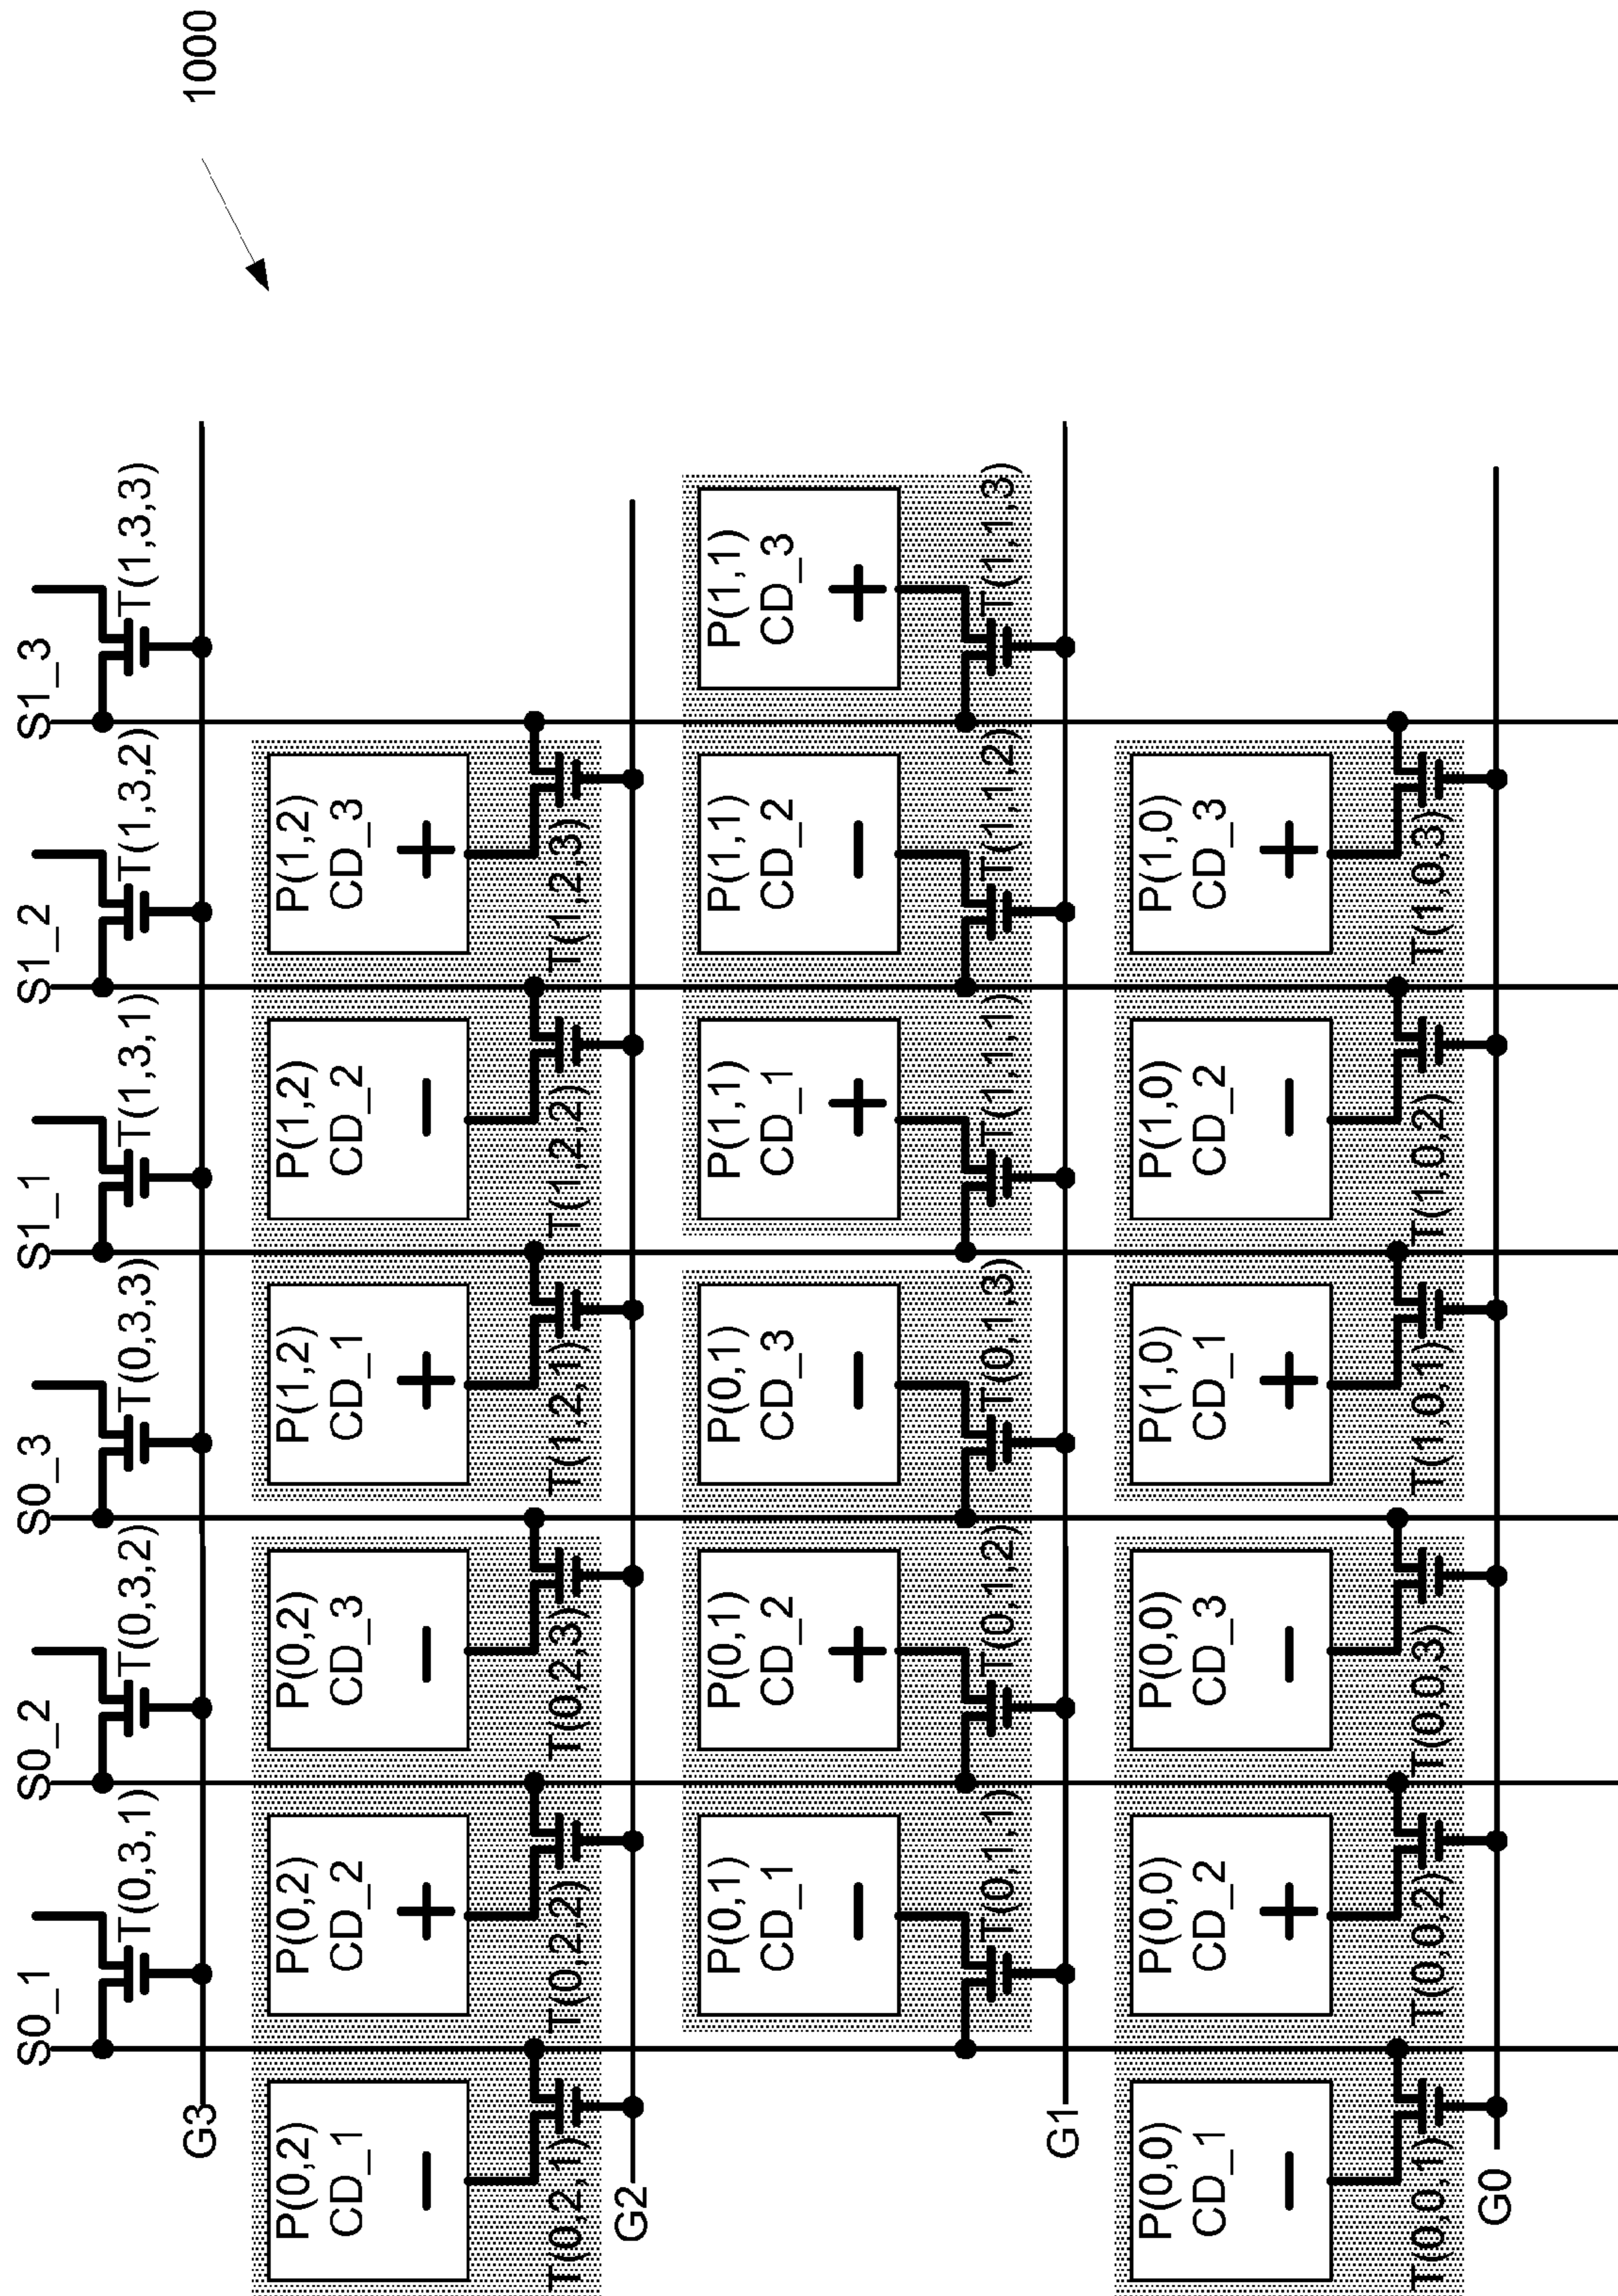 1000
S0_1 S0_2 S0_3 S1_1 S1_2 S1_3
T(0,3,1) T(0,3,2) T(0,3,3) T(1,3,1) T(1,3,2) T(1,3,3)
G3
P(0,2) P(0,2) P(0,2) P(1,2) P(1,2) P(1,2)
CD_1 CD_2 CD_3 CD_1 CD_2 CD_3
− + − + − +
T(0,2,1) T(0,2,2) T(0,2,3) T(1,2,1) T(1,2,2) T(1,2,3)
G2
P(0,1) P(0,1) P(0,1) P(1,1) P(1,1) P(1,1)
CD_1 CD_2 CD_3 CD_1 CD_2 CD_3
− + − + − +
T(0,1,1) T(0,1,2) T(0,1,3) T(1,1,1) T(1,1,2) T(1,1,3)
G1
P(0,0) P(0,0) P(0,0) P(1,0) P(1,0) P(1,0)
CD_1 CD_2 CD_3 CD_1 CD_2 CD_3
− + − + − +
T(0,0,1) T(0,0,2) T(0,0,3) T(1,0,1) T(1,0,2) T(1,0,3)
G0